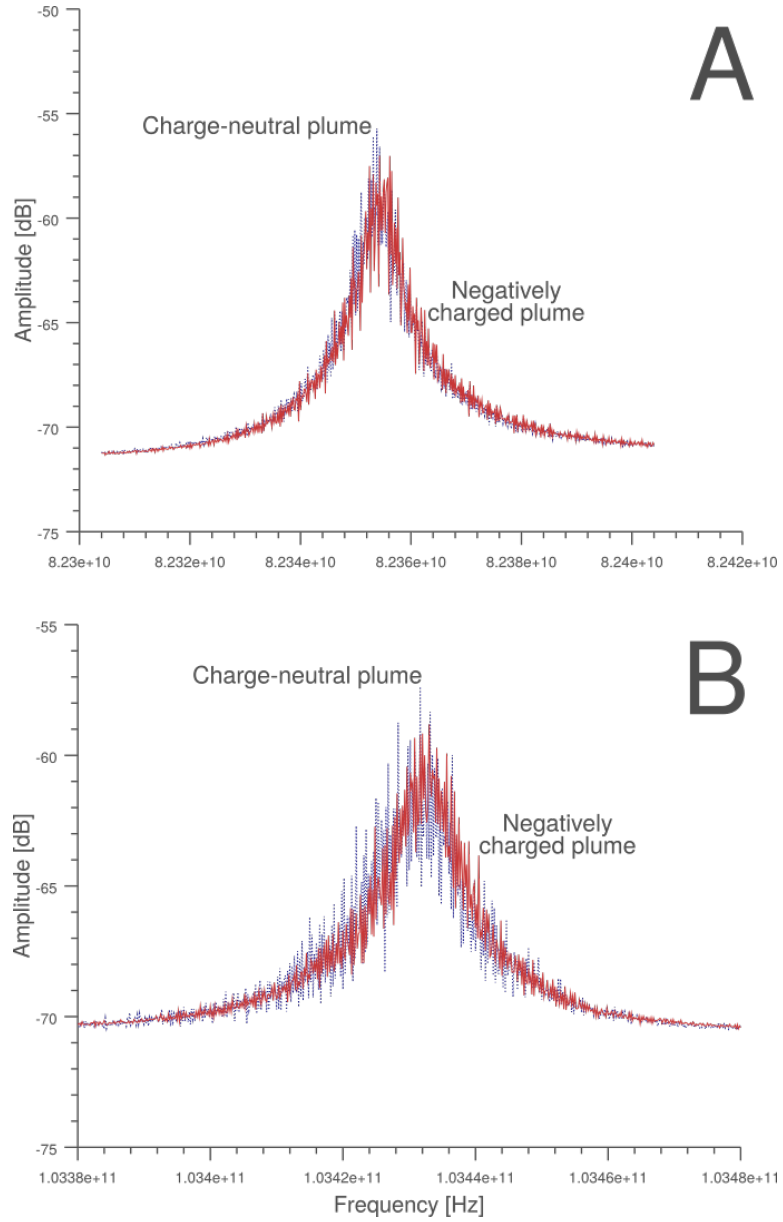 A
-50
-55
-60
-65
-70
-75
Amplitude [dB]
Charge-neutral plume
Negatively
charged plume
8.23e+10 8.232e+10 8.234e+10 8.236e+10 8.238e+10 8.24e+10 8.242e+10
B
-55
-60
-65
-70
-75
Amplitude [dB]
Charge-neutral plume
Negatively
charged plume
1.0338e+11 1.034e+11 1.0342e+11 1.0344e+11 1.0346e+11 1.0348e+11
Frequency [Hz]